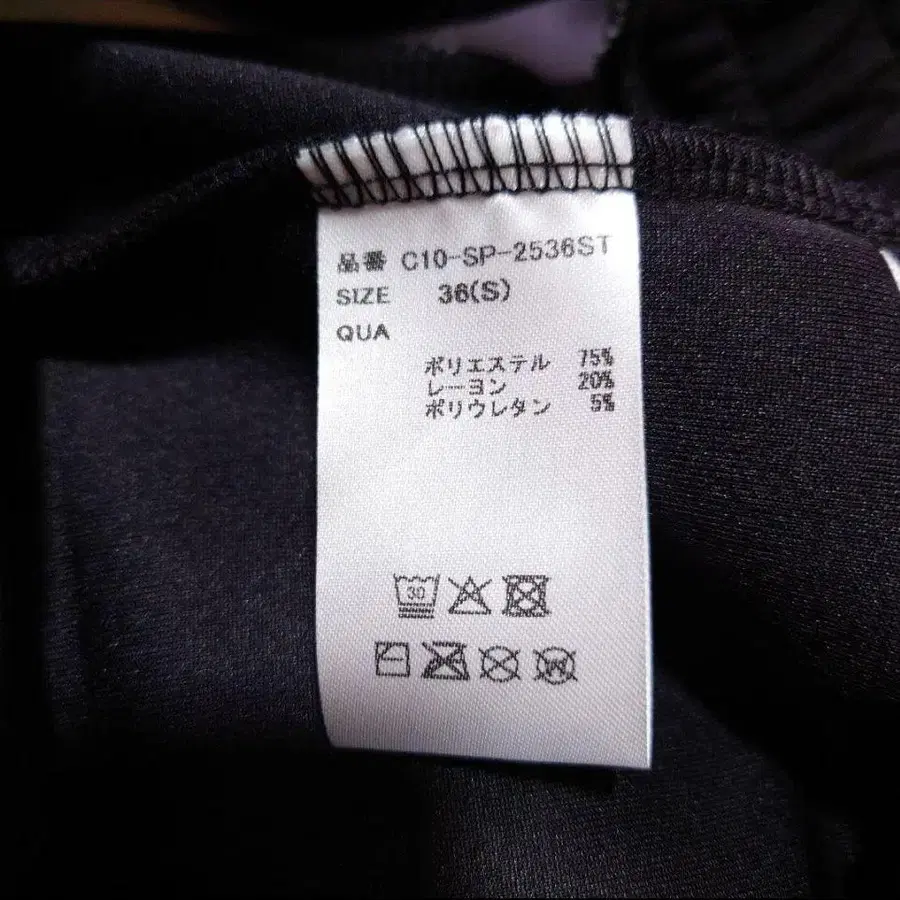 品番 C10-SP-2536ST
SIZE 36(S)
QUA
ポリエステル 75%
レーヨン 20%
ポリウレタン 5%
30
W